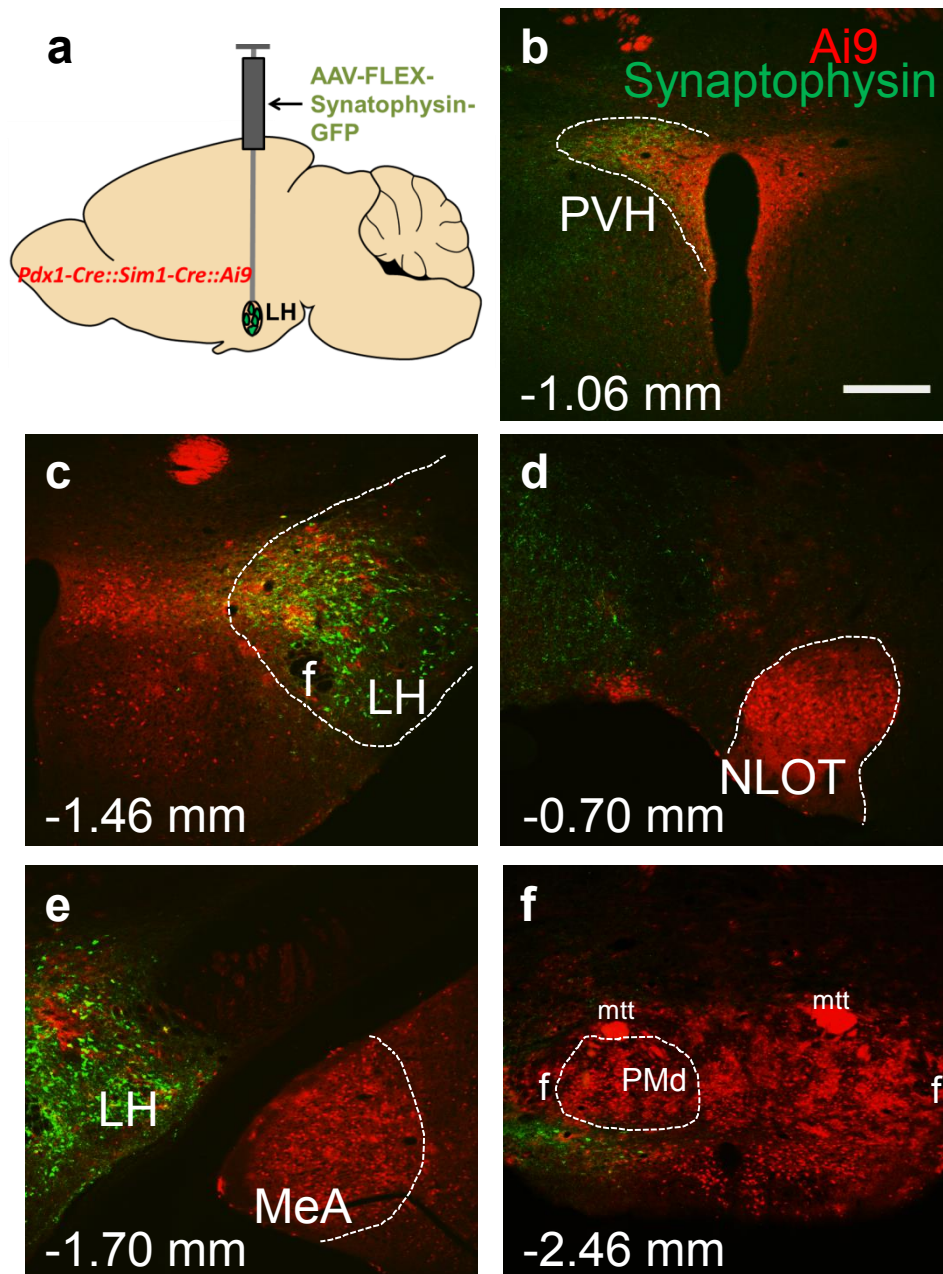 a
AAV-FLEX-
Synatophysin-
GFP
Pdx1-Cre::Sim1-Cre::Ai9
LH
b
Ai9
Synaptophysin
PVH
-1.06 mm
c
f
LH
-1.46 mm
d
NLOT
-0.70 mm
e
LH
MeA
-1.70 mm
f
mtt
mtt
f
PMd
f
-2.46 mm